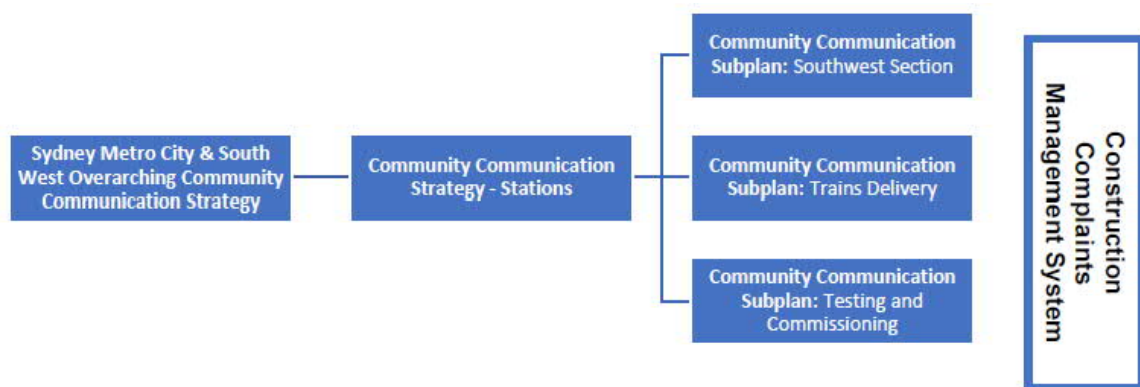 Sydney Metro City & South
West Overarching Community
Communication Strategy
Community Communication
Strategy - Stations
Community Communication
Subplan: Southwest Section
Community Communication
Subplan: Trains Delivery
Community Communication
Subplan: Testing and
Commissioning
Construction
Complaints
Management System